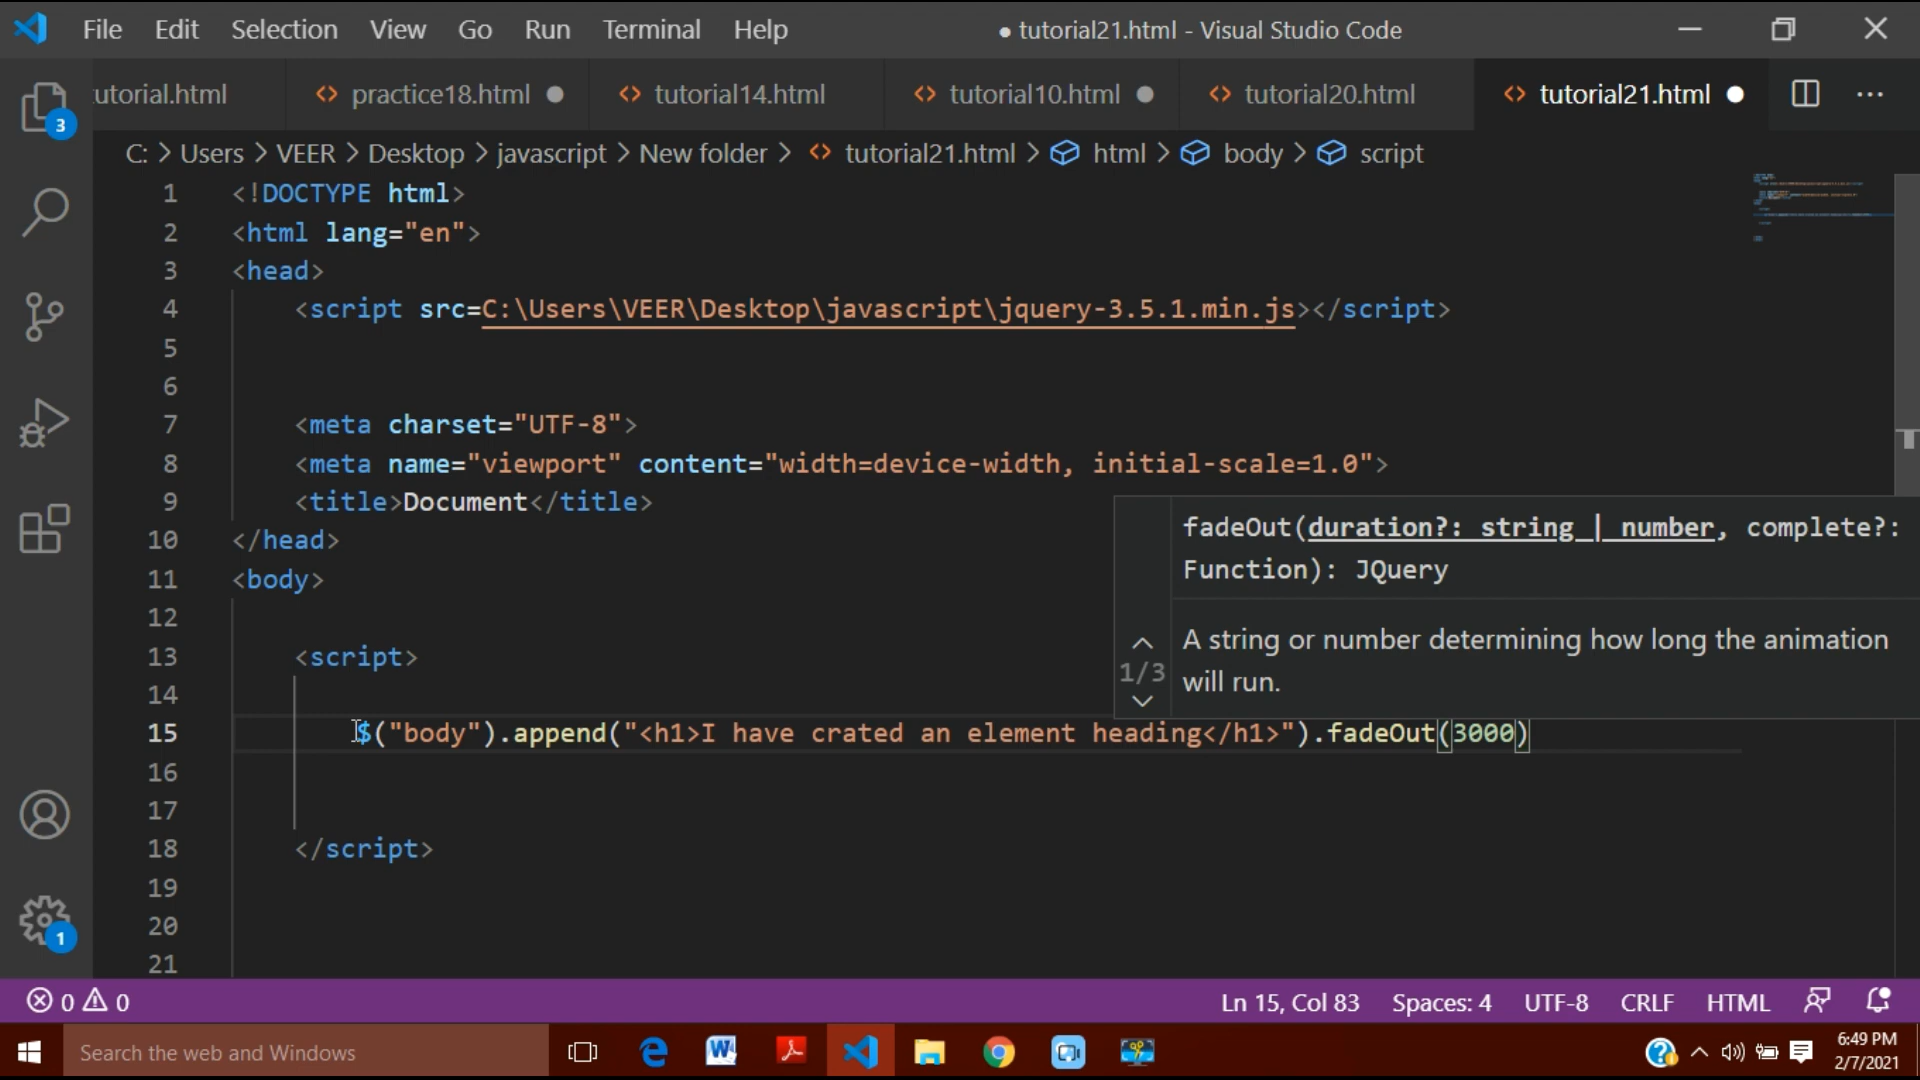 File Edit Selection View Go Run Terminal Help ● tutorial21.html - Visual Studio Code
utorial.html <> practice18.html ● <> tutorial14.html <> tutorial10.html ● <> tutorial20.html <> tutorial21.html ● ...
3
C: > Users > VEER > Desktop > javascript > New folder > <> tutorial21.html > html > body > script
1 <!DOCTYPE html>
2 <html lang="en">
3 <head>
4 <script src=C:\Users\VEER\Desktop\javascript\jquery-3.5.1.min.js></script>
5
6
7 <meta charset="UTF-8">
8 <meta name="viewport" content="width=device-width, initial-scale=1.0">
9 <title>Document</title>
10 </head>
11 <body>
12
13 <script>
14
15 $("body").append("<h1>I have crated an element heading</h1>").fadeOut(3000)
16
17
18 </script>
19
20
21
fadeOut(duration?: string | number, complete?:
Function): JQuery
1/3
A string or number determining how long the animation
will run.
1
0 0 Ln 15, Col 83 Spaces: 4 UTF-8 CRLF HTML
Search the web and Windows
6:49 PM
2/7/2021